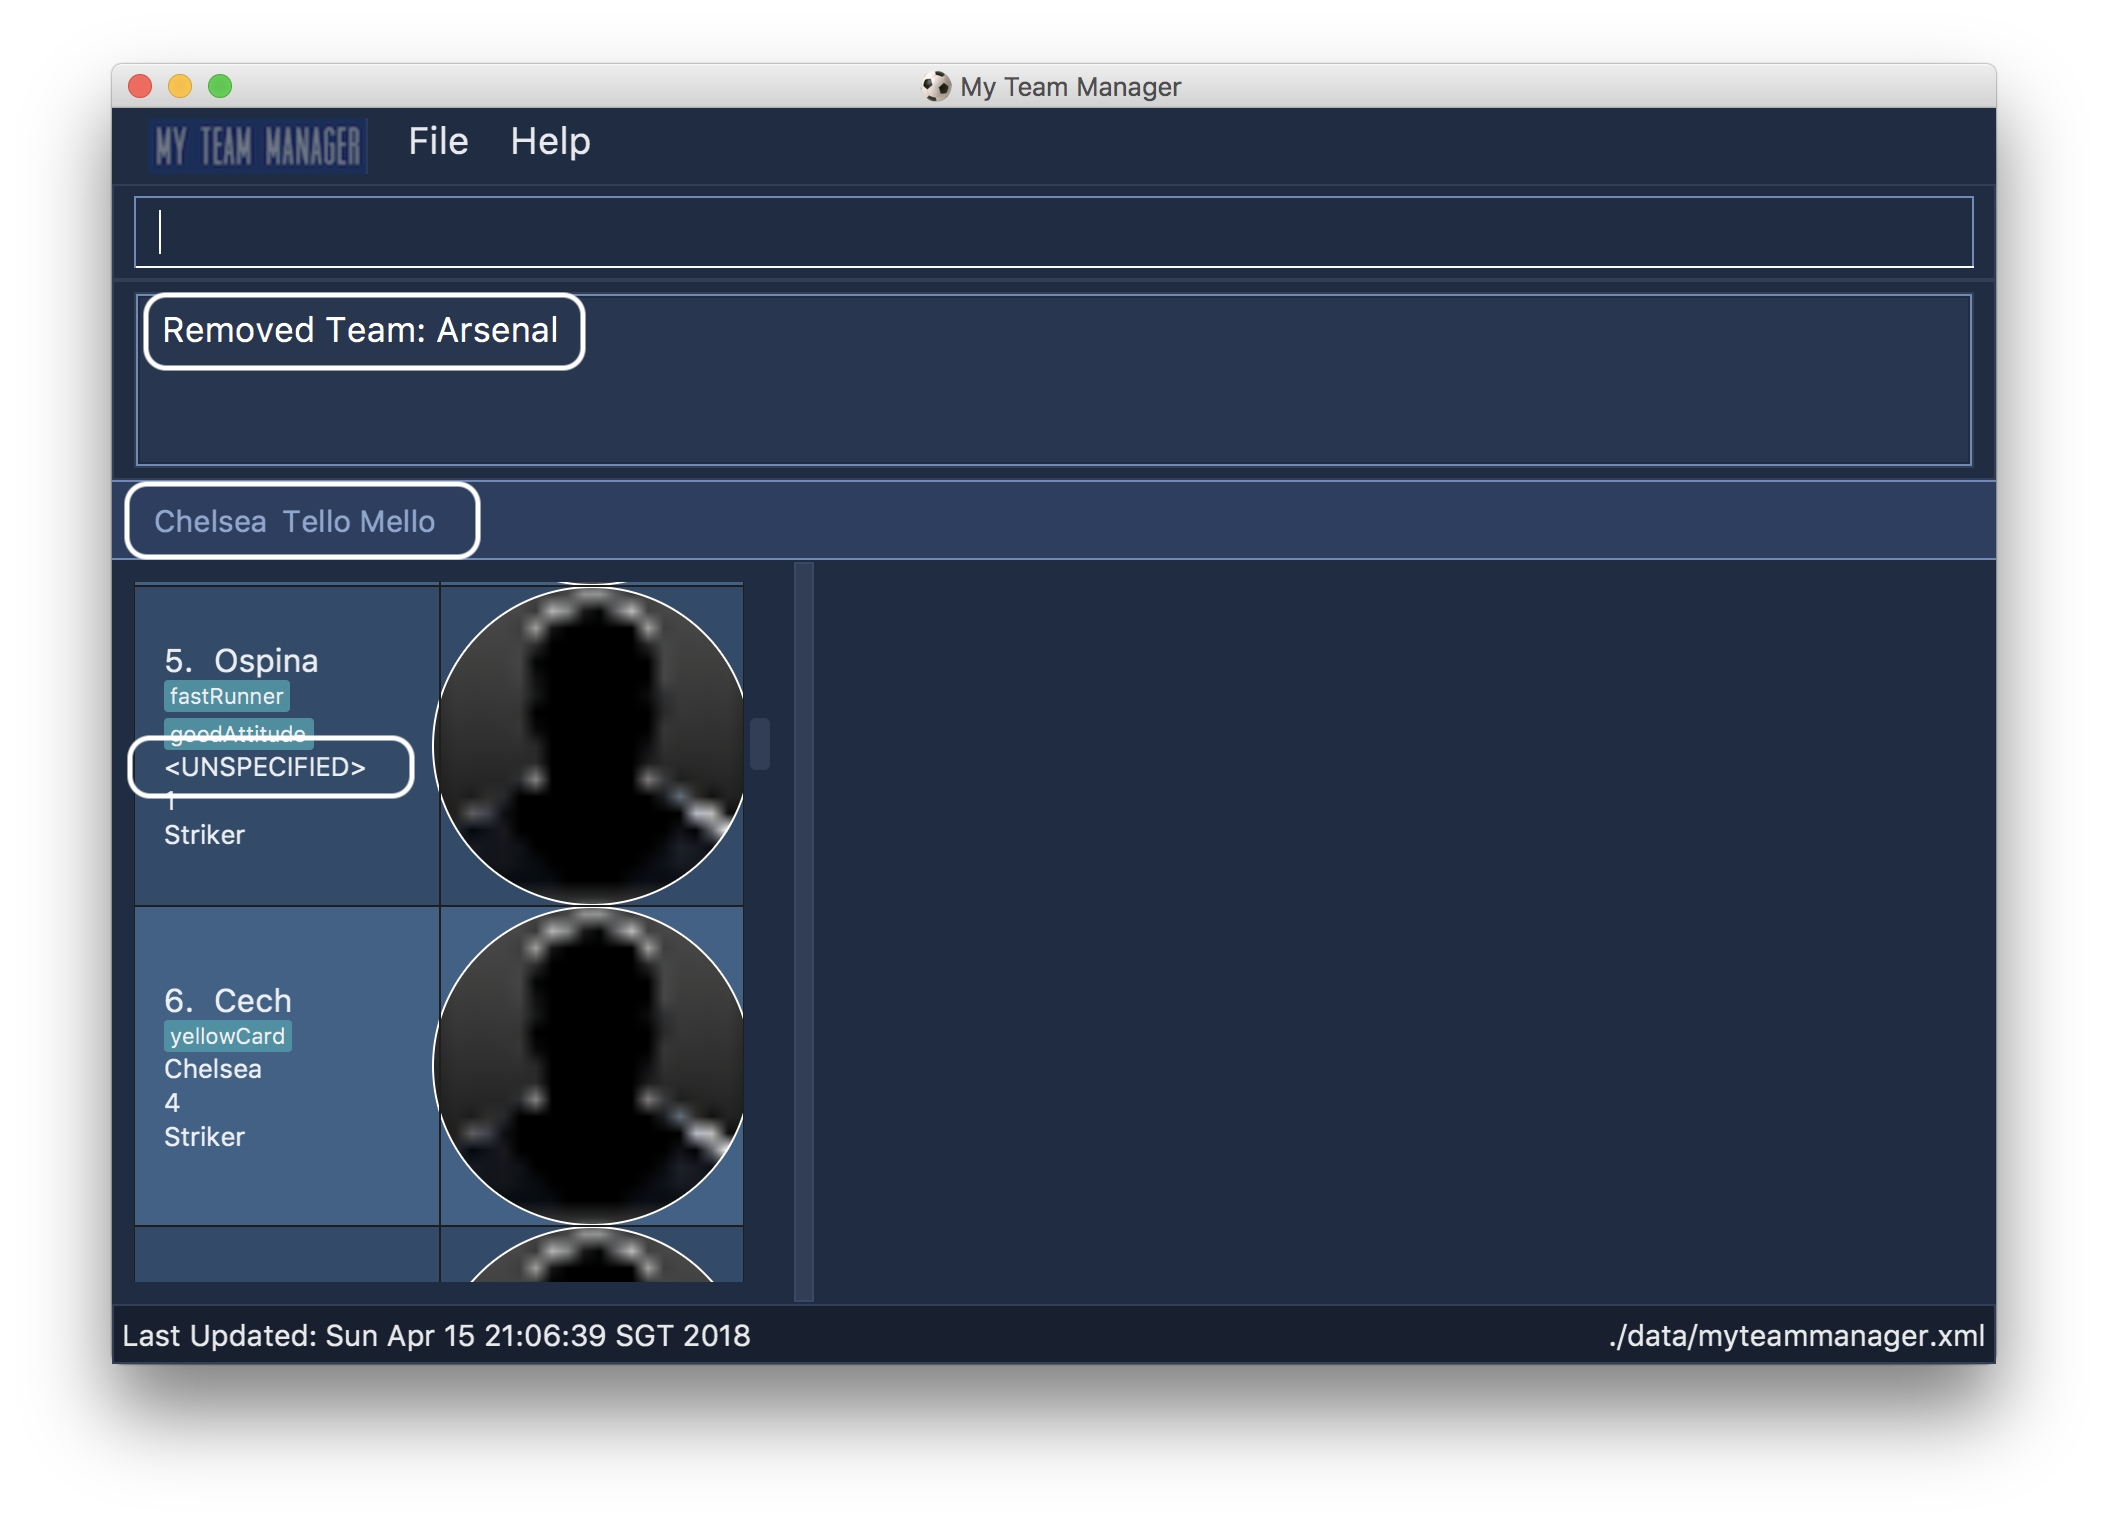 My Team Manager
MY TEAM MANAGER File Help
Removed Team: Arsenal
Chelsea Tello Mello
5. Ospina
fastRunner
goodAttitude
<UNSPECIFIED>
1
Striker
6. Cech
yellowCard
Chelsea
4
Striker
Last Updated: Sun Apr 15 21:06:39 SGT 2018 ./data/myteammanager.xml